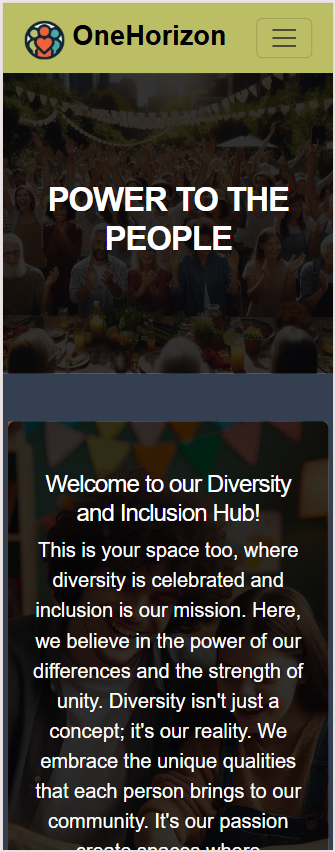 OneHorizon
POWER TO THE
PEOPLE
Welcome to our Diversity
and Inclusion Hub!
This is your space too, where
diversity is celebrated and
inclusion is our mission. Here,
we believe in the power of our
differences and the strength of
unity. Diversity isn't just a
concept; it's our reality. We
embrace the unique qualities
that each person brings to our
community. It's our passion
create spaces where